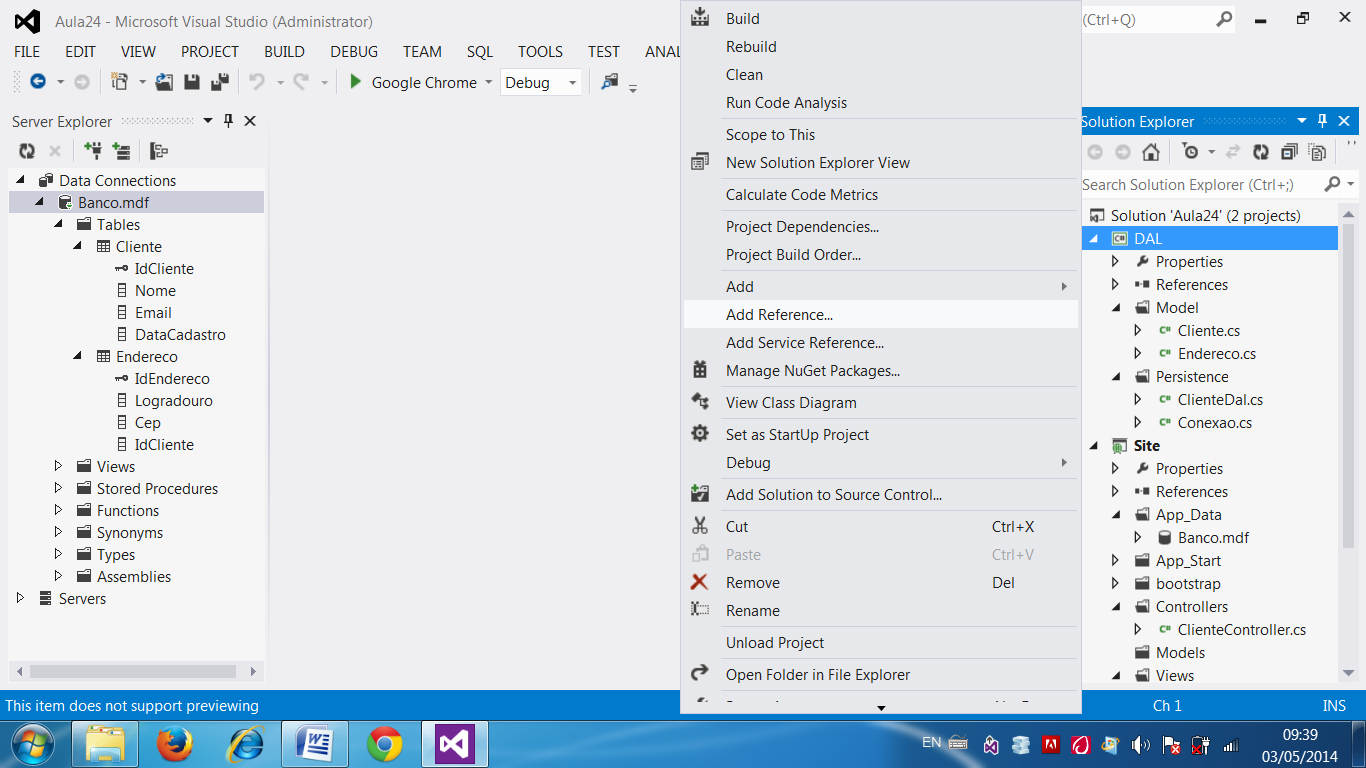 Aula24 - Microsoft Visual Studio (Administrator)
(Ctrl+Q)
FILE EDIT VIEW PROJECT BUILD DEBUG TEAM SQL TOOLS TEST
Google Chrome
Debug
Server Explorer
Data Connections
Banco.mdf
Tables
Cliente
IdCliente
Nome
Email
DataCadastro
Endereco
IdEndereco
Logradouro
Cep
IdCliente
Views
Stored Procedures
Functions
Synonyms
Types
Assemblies
Servers
Build
Rebuild
Clean
Run Code Analysis
Scope to This
New Solution Explorer View
Calculate Code Metrics
Project Dependencies...
Project Build Order...
Add
Add Reference...
Add Service Reference...
Manage NuGet Packages...
View Class Diagram
Set as StartUp Project
Debug
Add Solution to Source Control...
Cut Ctrl+X
Paste Ctrl+V
Remove Del
Rename
Unload Project
Open Folder in File Explorer
Solution Explorer
Search Solution Explorer (Ctrl+;)
Solution 'Aula24' (2 projects)
DAL
Properties
References
Model
Cliente.cs
Endereco.cs
Persistence
ClienteDal.cs
Conexao.cs
Site
Properties
References
App_Data
Banco.mdf
App_Start
bootstrap
Controllers
ClienteController.cs
Models
Views
This item does not support previewing
Ch 1
INS
EN
09:39
03/05/2014